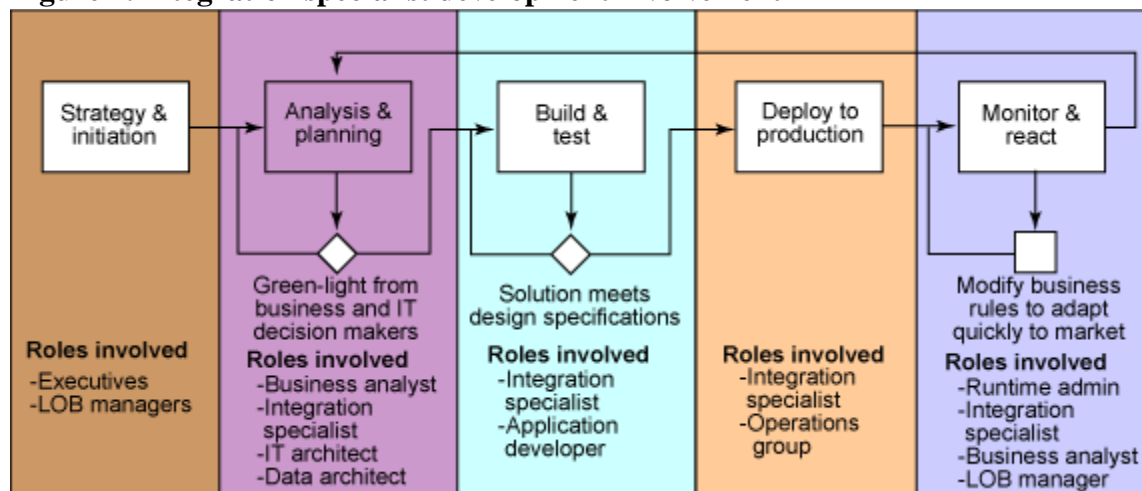 Strategy &
initiation
Analysis &
planning
Build &
test
Deploy to
production
Monitor &
react
Green-light from
business and IT
decision makers
Solution meets
design specifications
Modify business
rules to adapt
quickly to market
Roles involved
-Executives
-LOB managers
Roles involved
-Business analyst
-Integration
specialist
-IT architect
-Data architect
Roles involved
-Integration
specialist
-Application
developer
Roles involved
-Integration
specialist
-Operations
group
Roles involved
-Runtime admin
-Integration
specialist
-Business analyst
-LOB manager